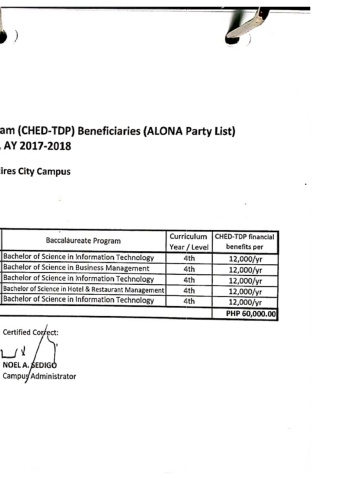 am (CHED-TDP) Beneficiaries (ALONA Party List)
, AY 2017-2018
ires City Campus
Baccalaureate Program Curriculum Year / Level CHED-TDP financial benefits per
Bachelor of Science in Information Technology 4th 12,000/yr
Bachelor of Science in Business Management 4th 12,000/yr
Bachelor of Science in Information Technology 4th 12,000/yr
Bachelor of Science in Hotel & Restaurant Management 4th 12,000/yr
Bachelor of Science in Information Technology 4th 12,000/yr
PHP 60,000.00
Certified Correct:
NOEL A. SEDIGO
Campus Administrator